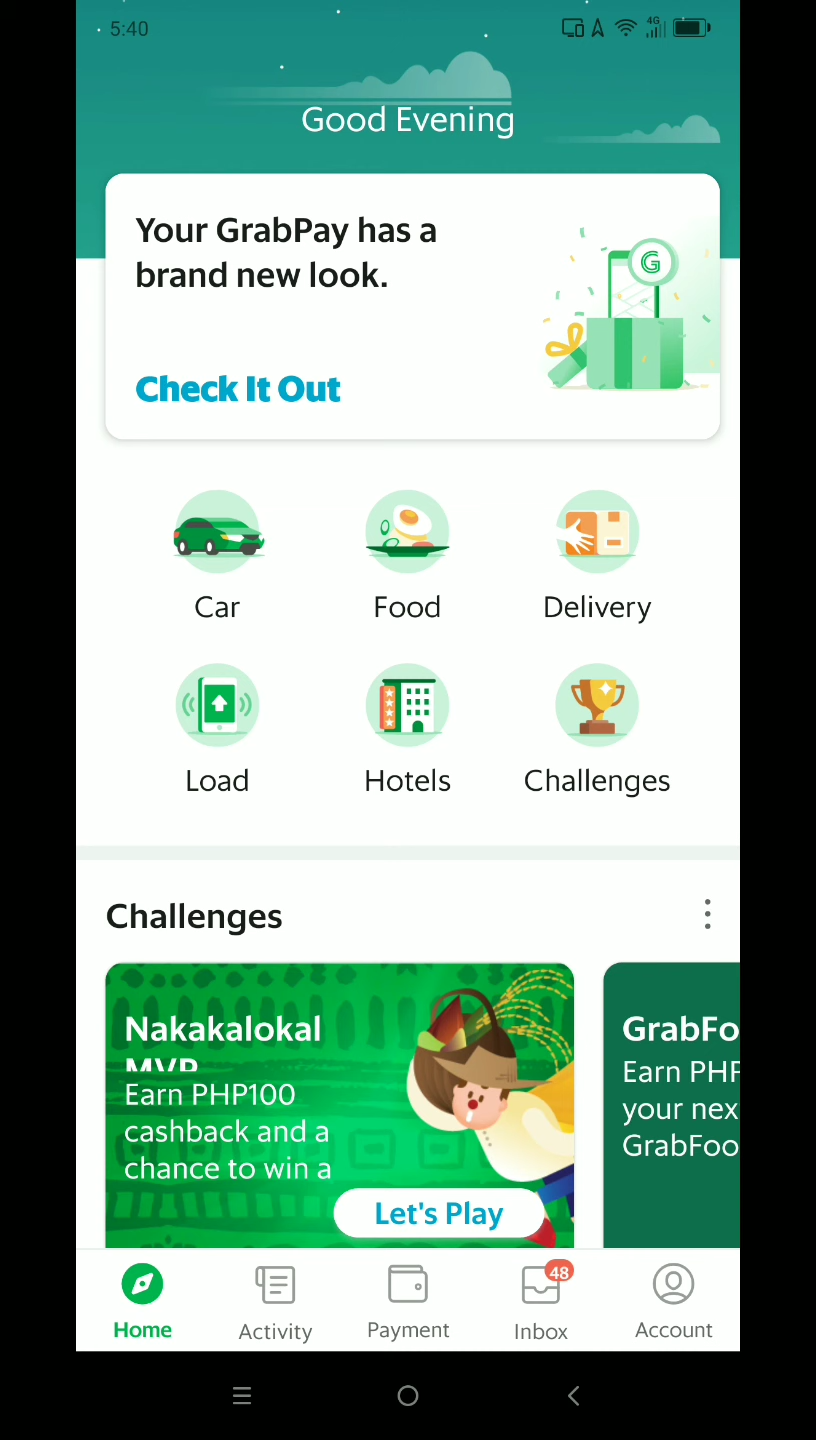 5:40
4G
Good Evening
Your GrabPay has a
brand new look.
G
Check It Out
Car
Food
Delivery
Load
Hotels
Challenges
Challenges
Nakakalokal
MVP
Earn PHP100
cashback and a
chance to win a
Let's Play
GrabFo
Earn PHP
your nex
GrabFoo
Home
Activity
Payment
48
Inbox
Account